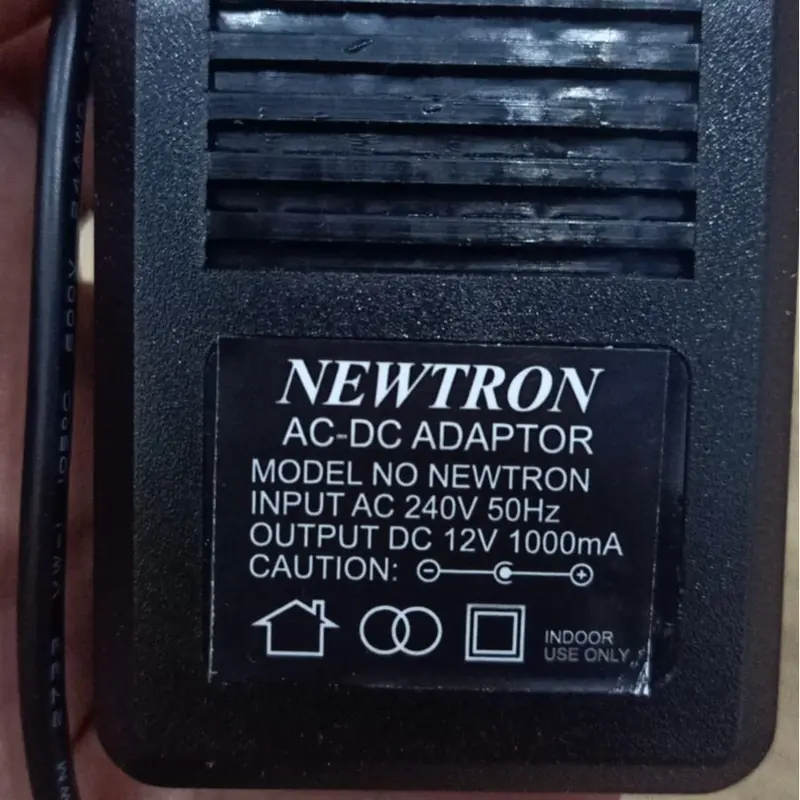 NEWTRON
AC-DC ADAPTOR
MODEL NO NEWTRON
INPUT AC 240V 50Hz
OUTPUT DC 12V 1000mA
CAUTION:
INDOOR
USE ONLY